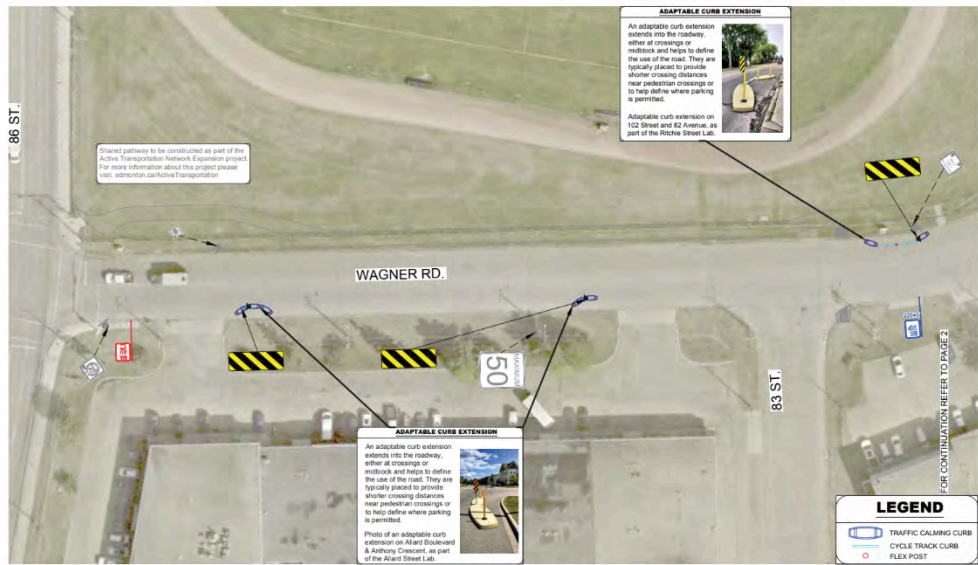 ADAPTABLE CURB EXTENSION
An adaptable curb extension
extends into the roadway,
either at crossings or
midblock and helps to define
the use of the road. They are
typically placed to provide
shorter crossing distances
near pedestrian crossings or
to help define where parking
is permitted.
Adaptable curb extension on
102 Street and 82 Avenue, as
part of the Ritchie Street Lab.
86 ST.
Shared pathway to be constructed as part of the
Active Transportation Network Expansion project.
For more information about this project please
visit. edmonton.ca/ActiveTransportation
WAGNER RD.
MAXIMUM
50
83 ST.
FOR CONTINUATION REFER TO PAGE 2
ADAPTABLE CURB EXTENSION
An adaptable curb extension
extends into the roadway,
either at crossings or
midblock and helps to define
the use of the road. They are
typically placed to provide
shorter crossing distances
near pedestrian crossings or
to help define where parking
is permitted.
Photo of an adaptable curb
extension on Allard Boulevard
& Anthony Crescent, as part
of the Allard Street Lab.
LEGEND
TRAFFIC CALMING CURB
CYCLE TRACK CURB
FLEX POST